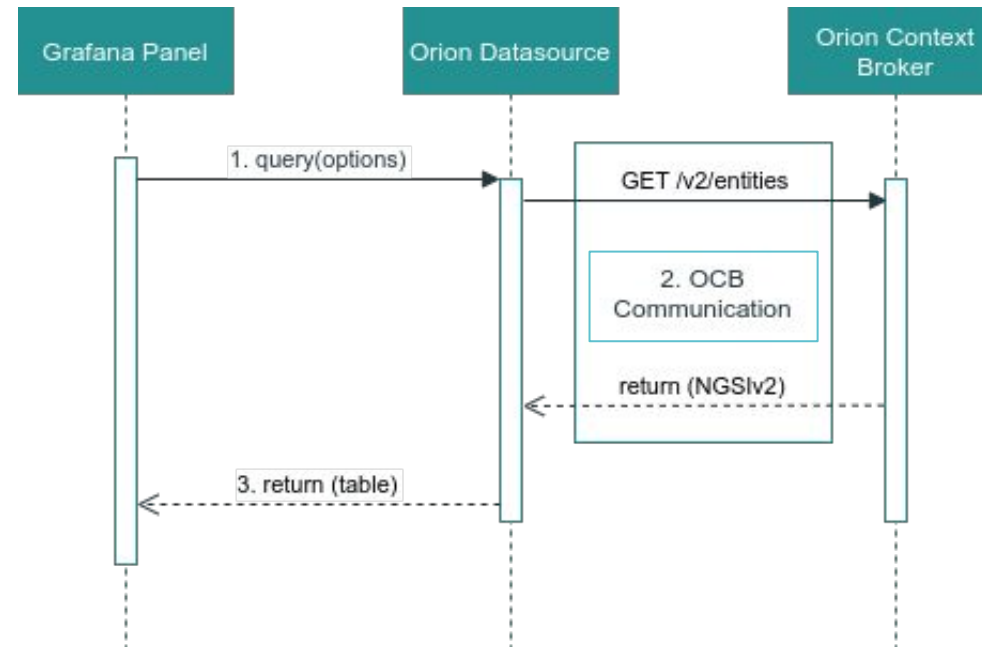 Grafana Panel
Orion Datasource
Orion Context
Broker
1. query(options)
GET /v2/entities
2. OCB
Communication
return (NGSIv2)
3. return (table)